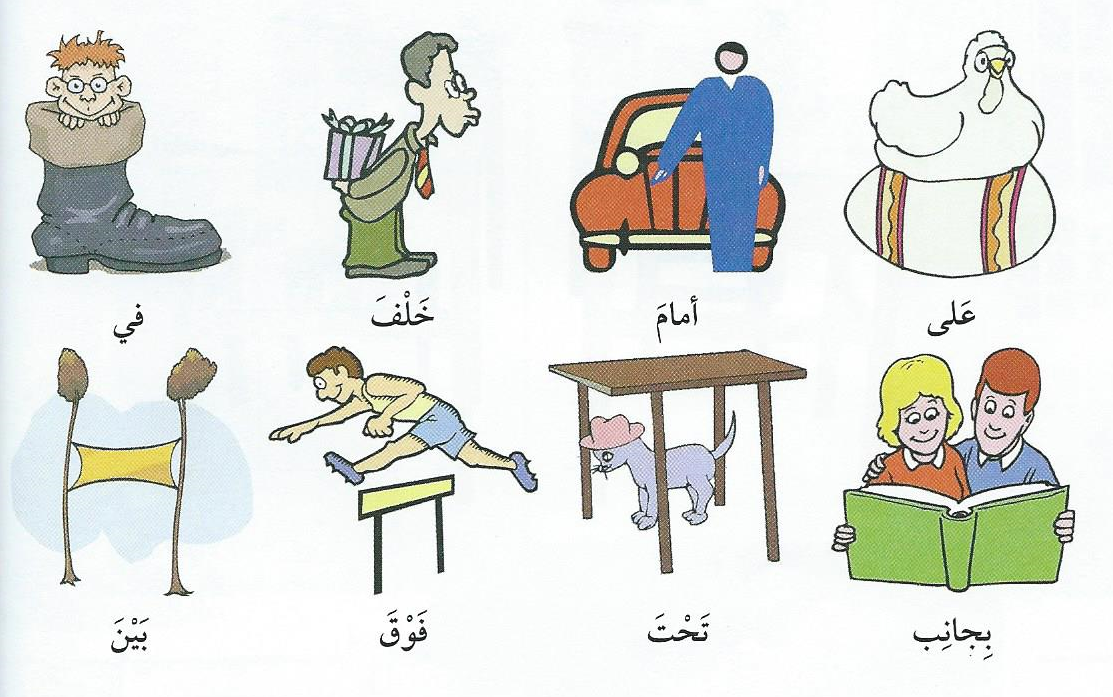 عَلى أمامَ خَلْفَ في
بِجانِب تَحْتَ فَوْقَ بَيْنَ